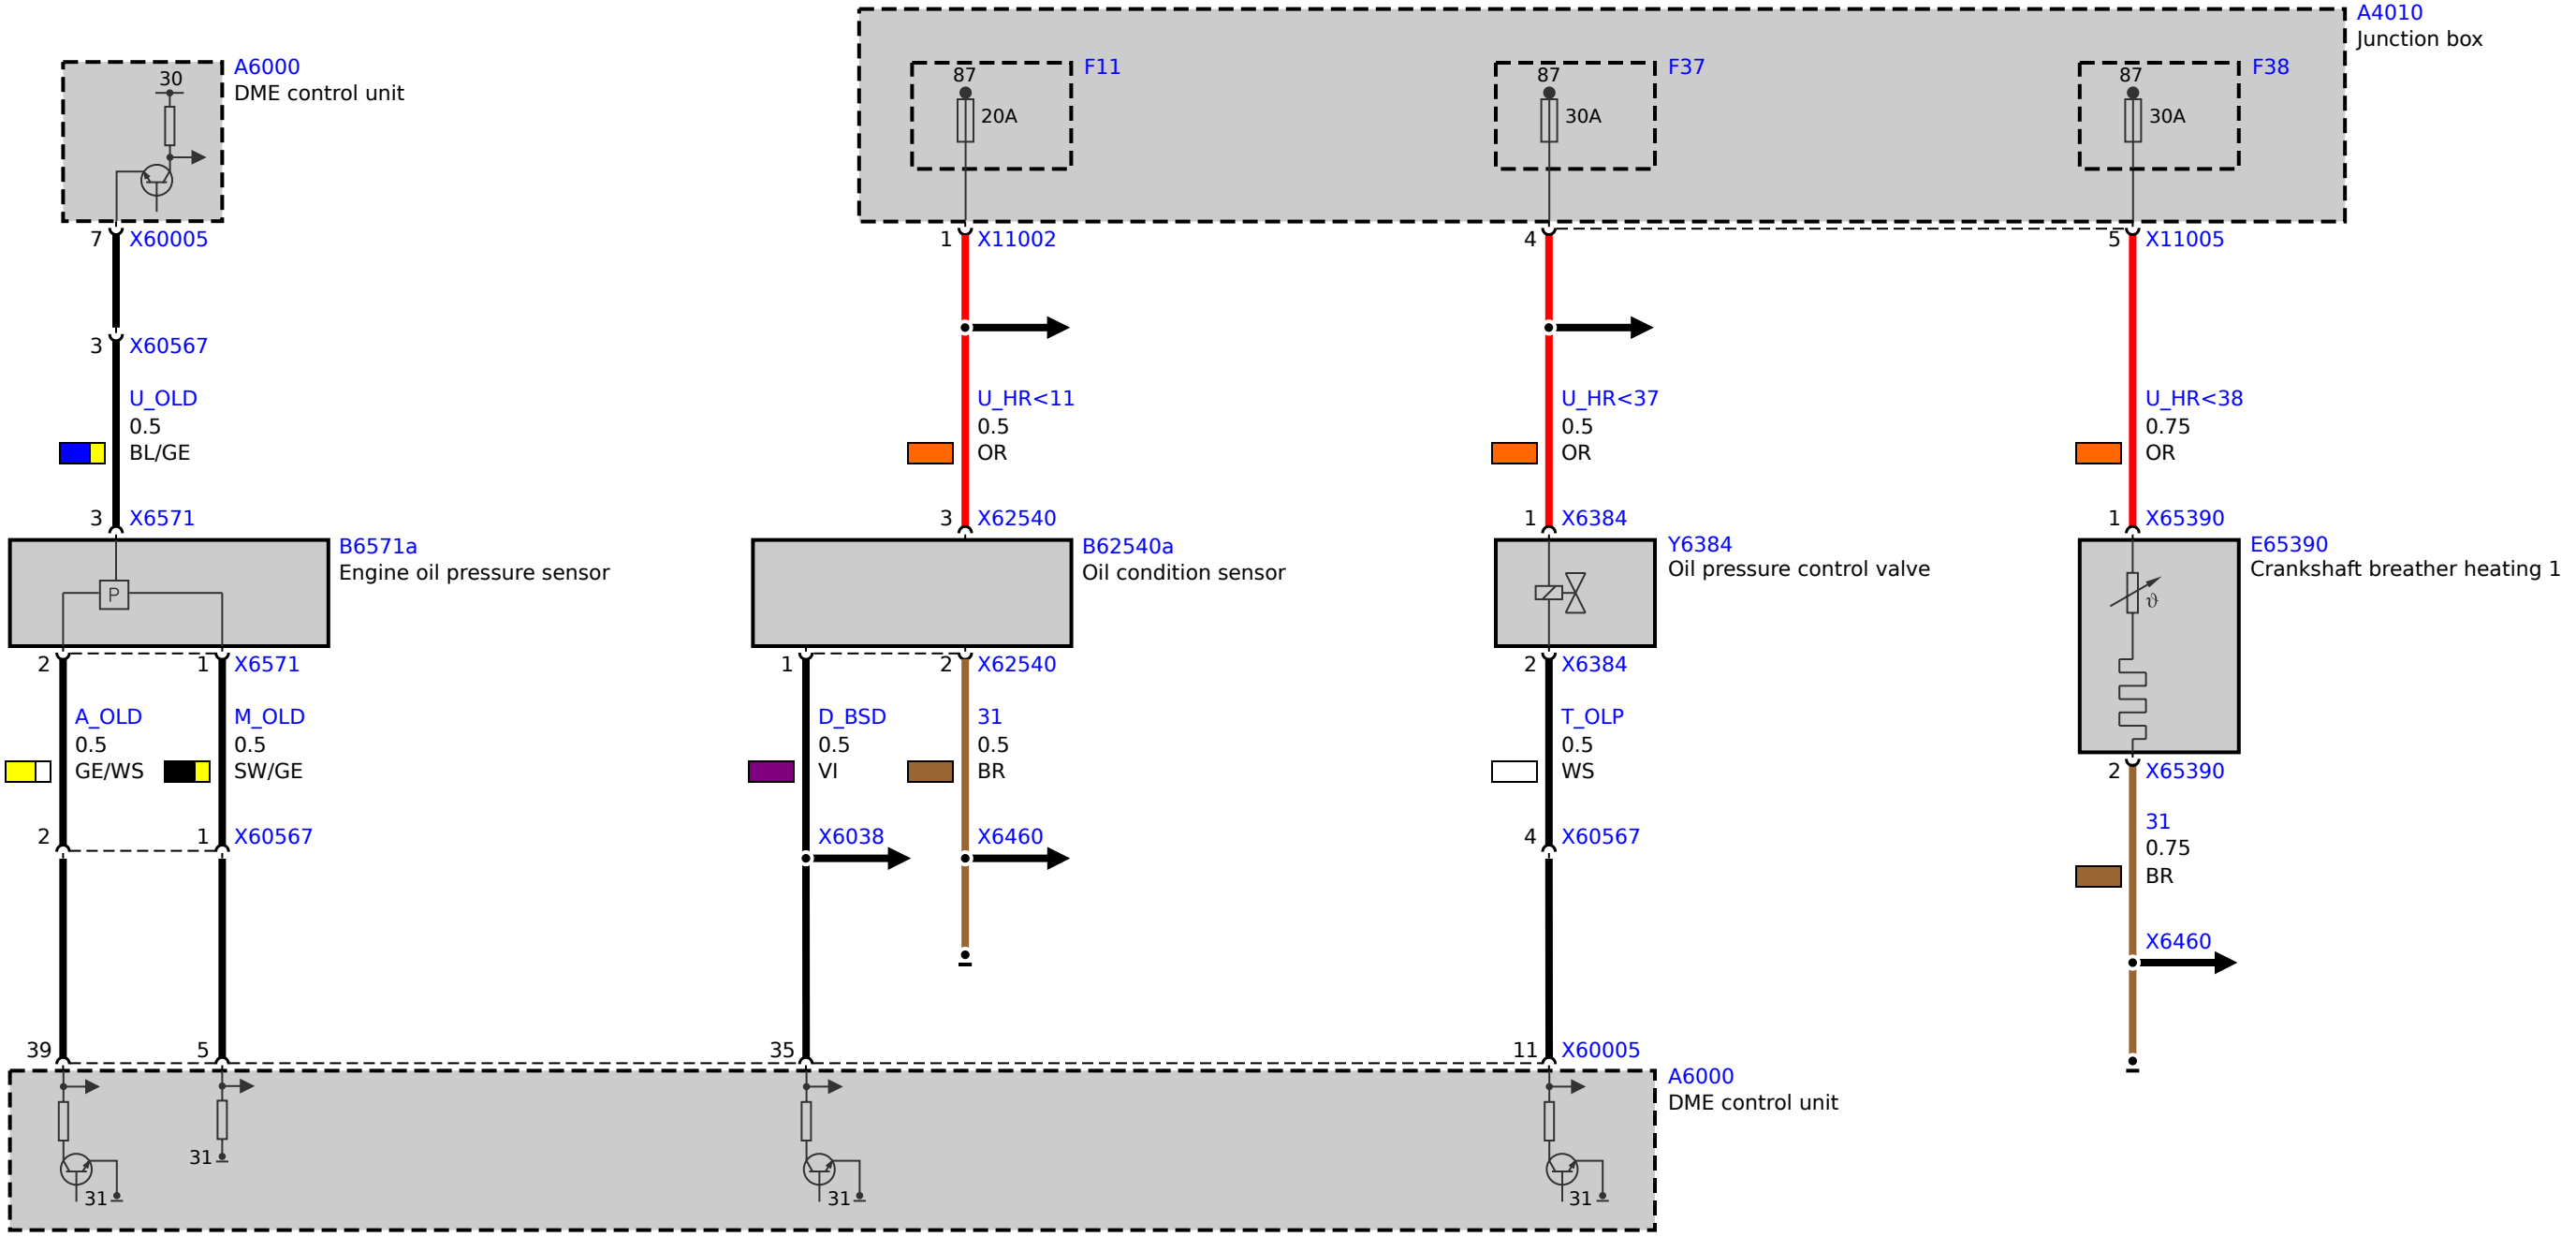 A4010
Junction box
A6000
DME control unit
30
F11
87
20A
F37
87
30A
F38
87
30A
7 X60005
1 X11002
4
5 X11005
3 X60567
U_OLD
0.5
BL/GE
U_HR<11
0.5
OR
U_HR<37
0.5
OR
U_HR<38
0.75
OR
3 X6571
3 X62540
1 X6384
1 X65390
B6571a
Engine oil pressure sensor
P
B62540a
Oil condition sensor
Y6384
Oil pressure control valve
E65390
Crankshaft breather heating 1
ϑ
2
1 X6571
1
2 X62540
2 X6384
A_OLD
0.5
GE/WS
M_OLD
0.5
SW/GE
D_BSD
0.5
VI
31
0.5
BR
T_OLP
0.5
WS
2 X65390
31
0.75
BR
2
1 X60567
X6038
X6460
4 X60567
X6460
39
5
35
11 X60005
A6000
DME control unit
31
31
31
31